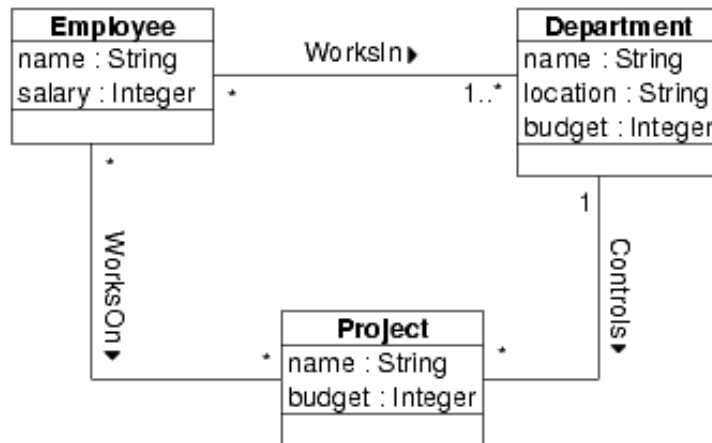 Employee
name : String
salary : Integer
WorksIn
*
1..*
Department
name : String
location : String
budget : Integer
*
WorksOn
*
1
Controls
*
Project
name : String
budget : Integer